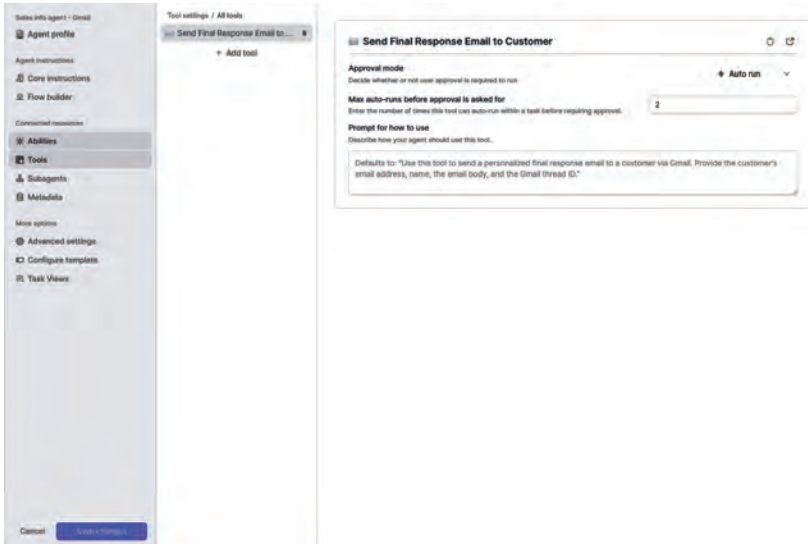 Sales info agent - Gmail
Agent profile
Agent instructions
Core instructions
Flow builder
Connected resources
Abilities
Tools
Subagents
Metadata
More options
Advanced settings
Configure template
Task Views
Cancel
Tool settings / All tools
Send Final Response Email to ...
+ Add tool
Send Final Response Email to Customer
Approval mode
Decide whether or not user approval is required to run
Auto run
Max auto-runs before approval is asked for
Enter the number of times this tool can auto-run within a task before requiring approval.
2
Prompt for how to use
Describe how your agent should use this tool.
Defaults to: "Use this tool to send a personalized final response email to a customer via Gmail. Provide the customer's
email address, name, the email body, and the Gmail thread ID."